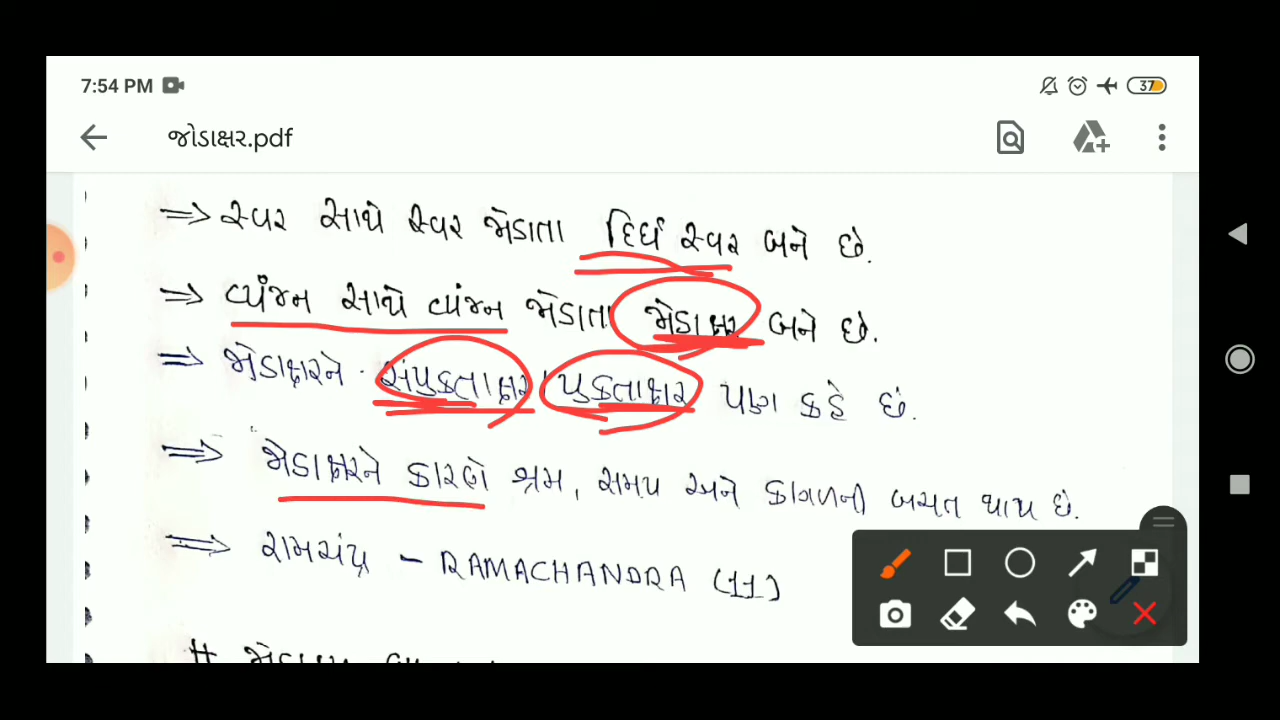 7:54 PM
37
જોડાક્ષર.pdf
⇒ સ્વર સાથે સ્વર જોડાતા દિર્ઘ સ્વર બને છે.
⇒ વ્યંજન સાથે વ્યંજન જોડાતા જોડાક્ષર બને છે.
⇒ જોડાક્ષરને સંયુક્તાક્ષર / યુક્તાક્ષર પણ કહે છે.
⇒ જોડાક્ષરને કારણે શ્રમ, સમય અને કાગળની બચત થાય છે.
⇒ રામચંદ્ર - RAMACHANDRA (11)
#